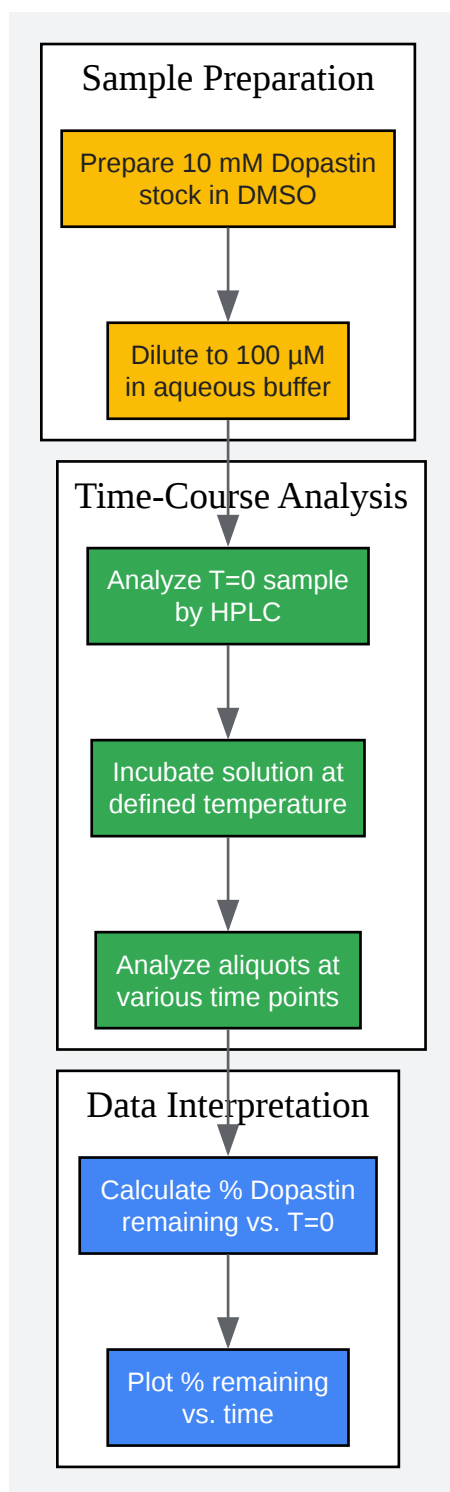 Sample Preparation
Prepare 10 mM Dopastin
stock in DMSO
Dilute to 100 µM
in aqueous buffer
Time-Course Analysis
Analyze T=0 sample
by HPLC
Incubate solution at
defined temperature
Analyze aliquots at
various time points
Data Interpretation
Calculate % Dopastin
remaining vs. T=0
Plot % remaining
vs. time